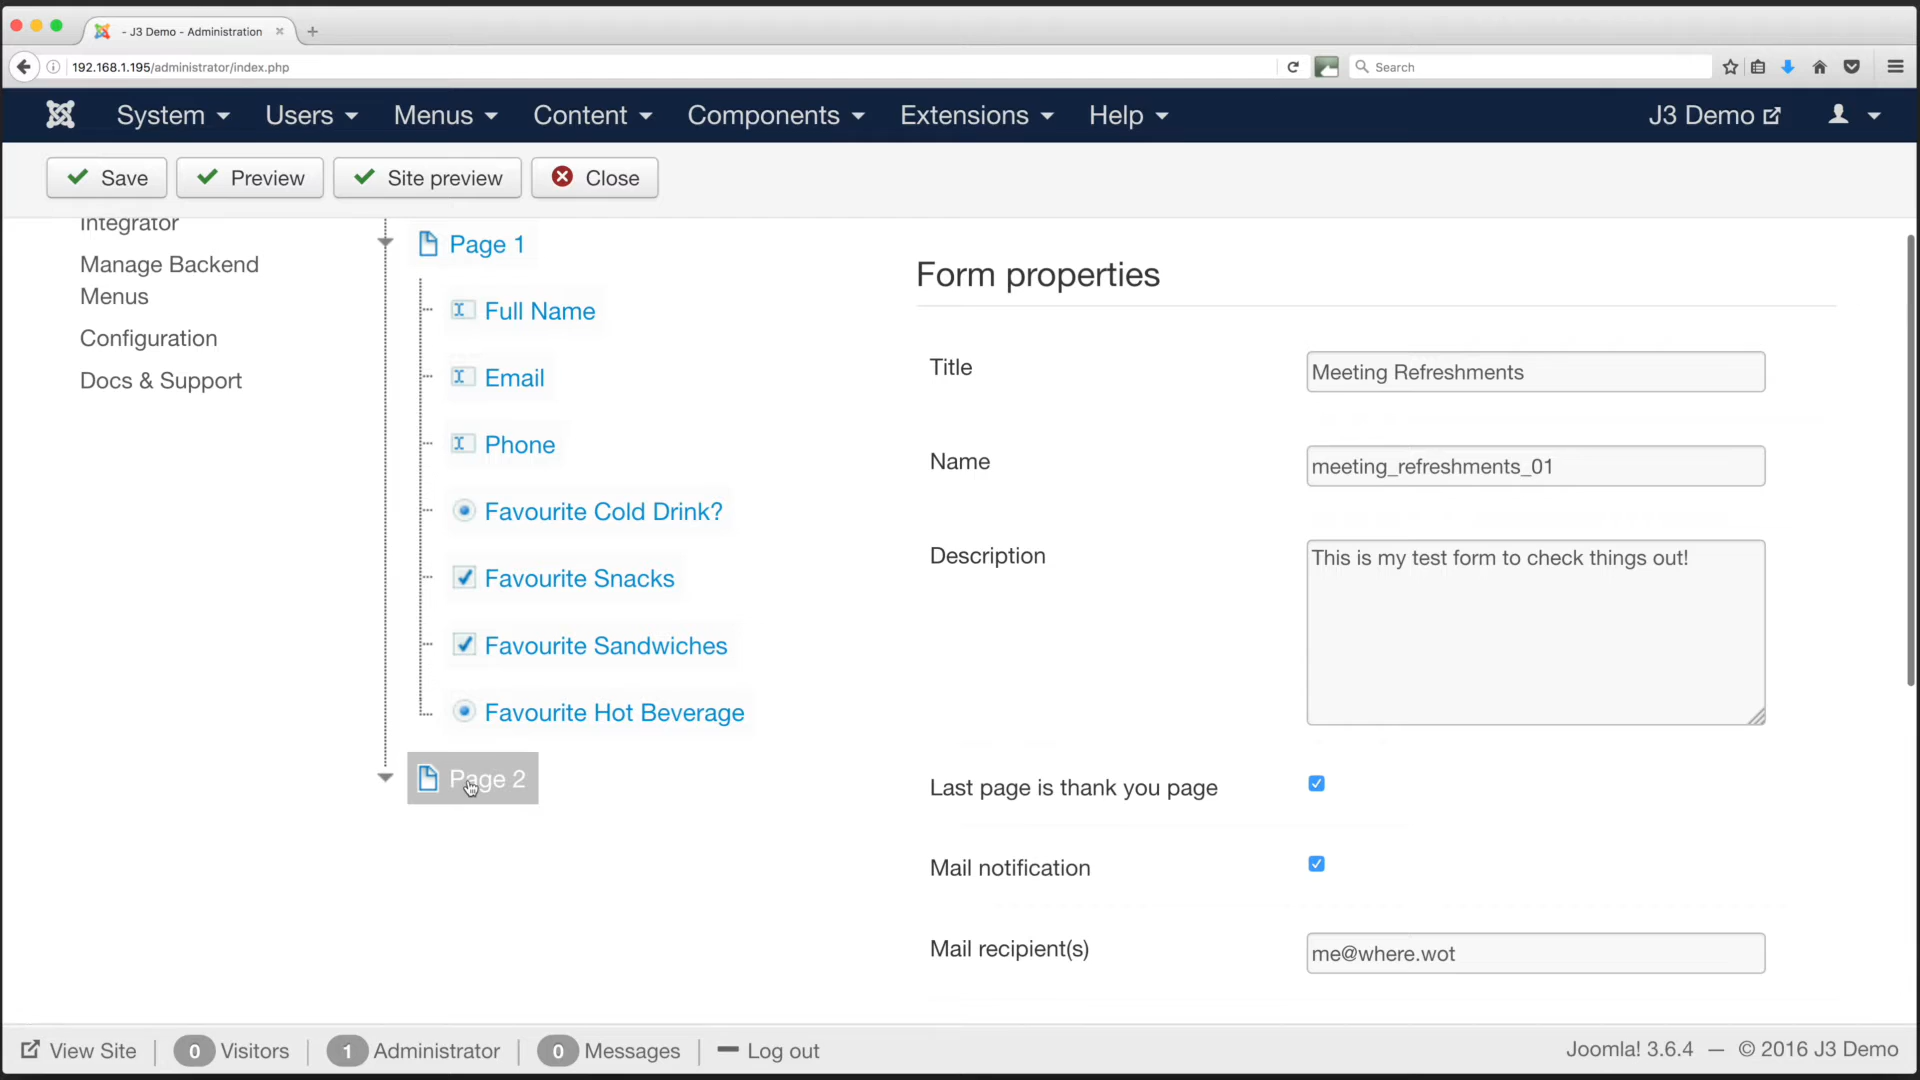 - J3 Demo - Administration
192.168.1.195/administrator/index.php
Search
System
Users
Menus
Content
Components
Extensions
Help
J3 Demo
Save
Preview
Site preview
Close
Integrator
Manage Backend
Menus
Configuration
Docs & Support
Page 1
Full Name
Email
Phone
Favourite Cold Drink?
Favourite Snacks
Favourite Sandwiches
Favourite Hot Beverage
Page 2
Form properties
Title
Meeting Refreshments
Name
meeting_refreshments_01
Description
This is my test form to check things out!
Last page is thank you page
Mail notification
Mail recipient(s)
me@where.wot
View Site
0 Visitors
1 Administrator
0 Messages
Log out
Joomla! 3.6.4 — © 2016 J3 Demo